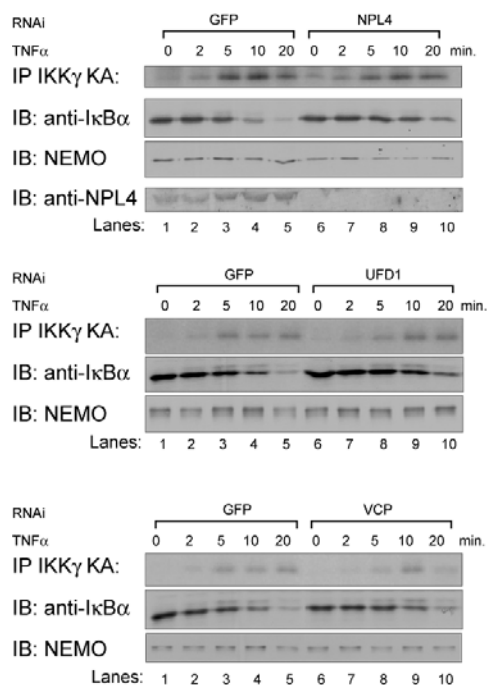 RNAi GFP NPL4
TNFα 0 2 5 10 20 0 2 5 10 20 min.
IP IKKγ KA:
IB: anti-IκBα
IB: NEMO
IB: anti-NPL4
Lanes: 1 2 3 4 5 6 7 8 9 10
RNAi GFP UFD1
TNFα 0 2 5 10 20 0 2 5 10 20 min.
IP IKKγ KA:
IB: anti-IκBα
IB: NEMO
Lanes: 1 2 3 4 5 6 7 8 9 10
RNAi GFP VCP
TNFα 0 2 5 10 20 0 2 5 10 20 min.
IP IKKγ KA:
IB: anti-IκBα
IB: NEMO
Lanes: 1 2 3 4 5 6 7 8 9 10